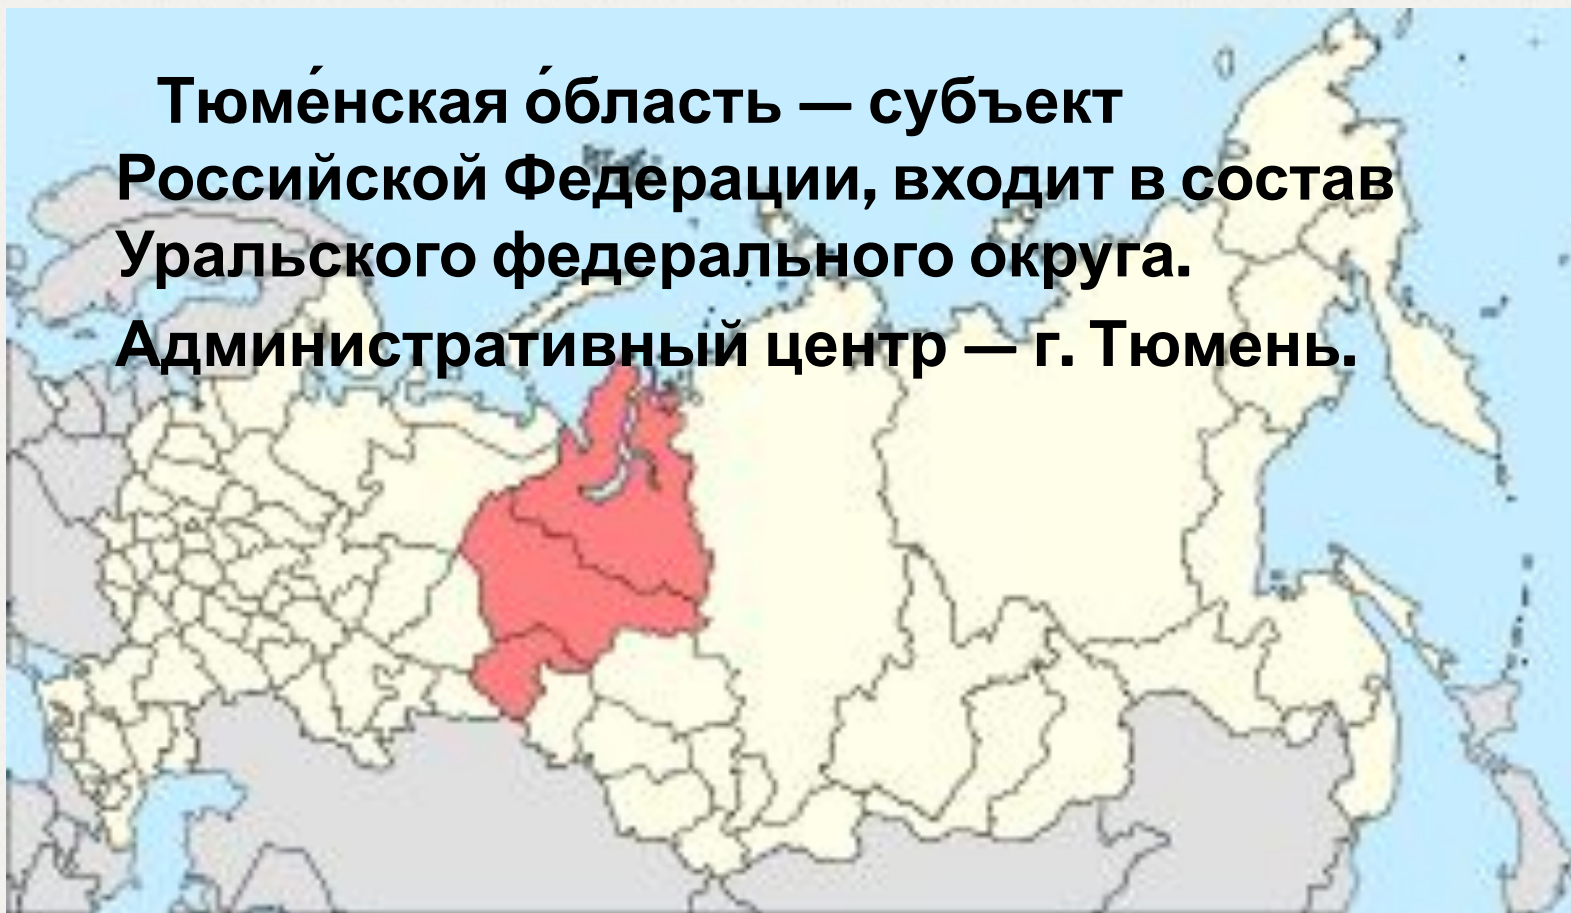 Тюме́нская о́бласть — субъект
Российской Федерации, входит в состав
Уральского федерального округа.
Административный центр — г. Тюмень.